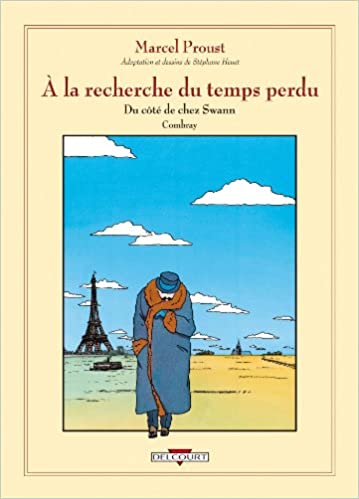 Marcel Proust
Adaptation et dessins de Stéphane Heuet
À la recherche du temps perdu
Du côté de chez Swann
Combray
DELCOURT